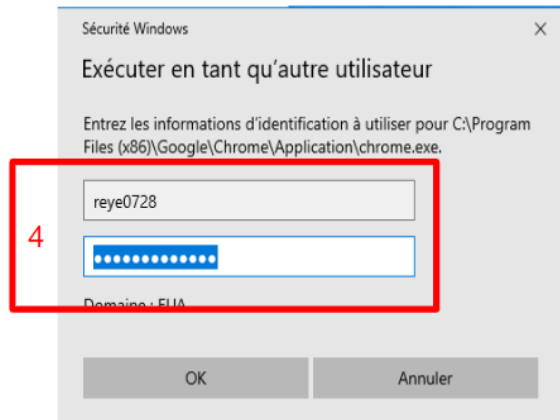 Sécurité Windows
Exécuter en tant qu'autre utilisateur
Entrez les informations d'identification à utiliser pour C:\Program
Files (x86)\Google\Chrome\Application\chrome.exe.
4
reye0728
•••••••••••••
Domaine : EUA
OK Annuler